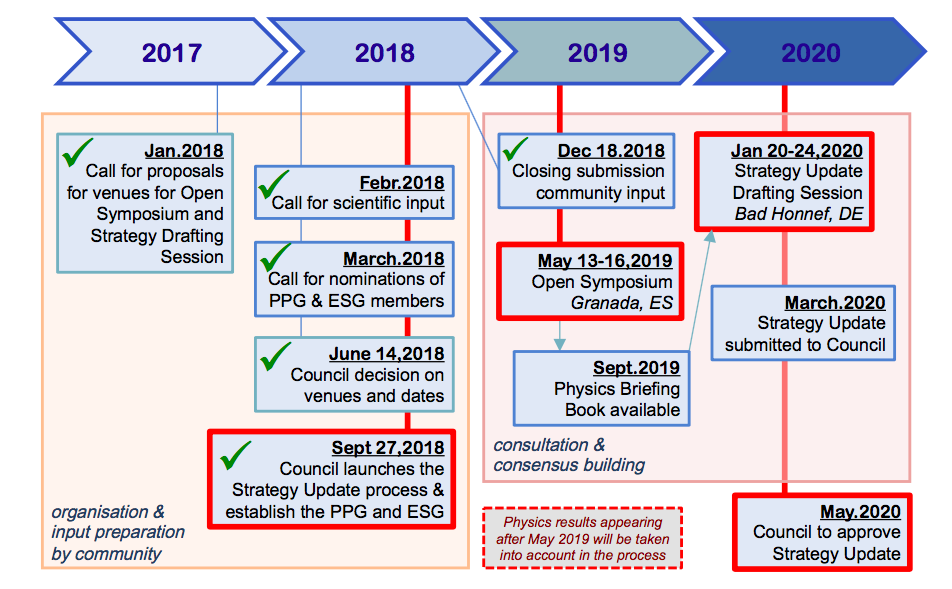 2017
2018
2019
2020
Jan.2018
Call for proposals
for venues for Open
Symposium and
Strategy Drafting
Session
Febr.2018
Call for scientific input
March.2018
Call for nominations of
PPG & ESG members
June 14,2018
Council decision on
venues and dates
Sept 27,2018
Council launches the
Strategy Update process &
establish the PPG and ESG
organisation &
input preparation
by community
Dec 18.2018
Closing submission
community input
May 13-16,2019
Open Symposium
Granada, ES
Sept.2019
Physics Briefing
Book available
consultation &
consensus building
Jan 20-24,2020
Strategy Update
Drafting Session
Bad Honnef, DE
March.2020
Strategy Update
submitted to Council
May.2020
Council to approve
Strategy Update
Physics results appearing
after May 2019 will be taken
into account in the process